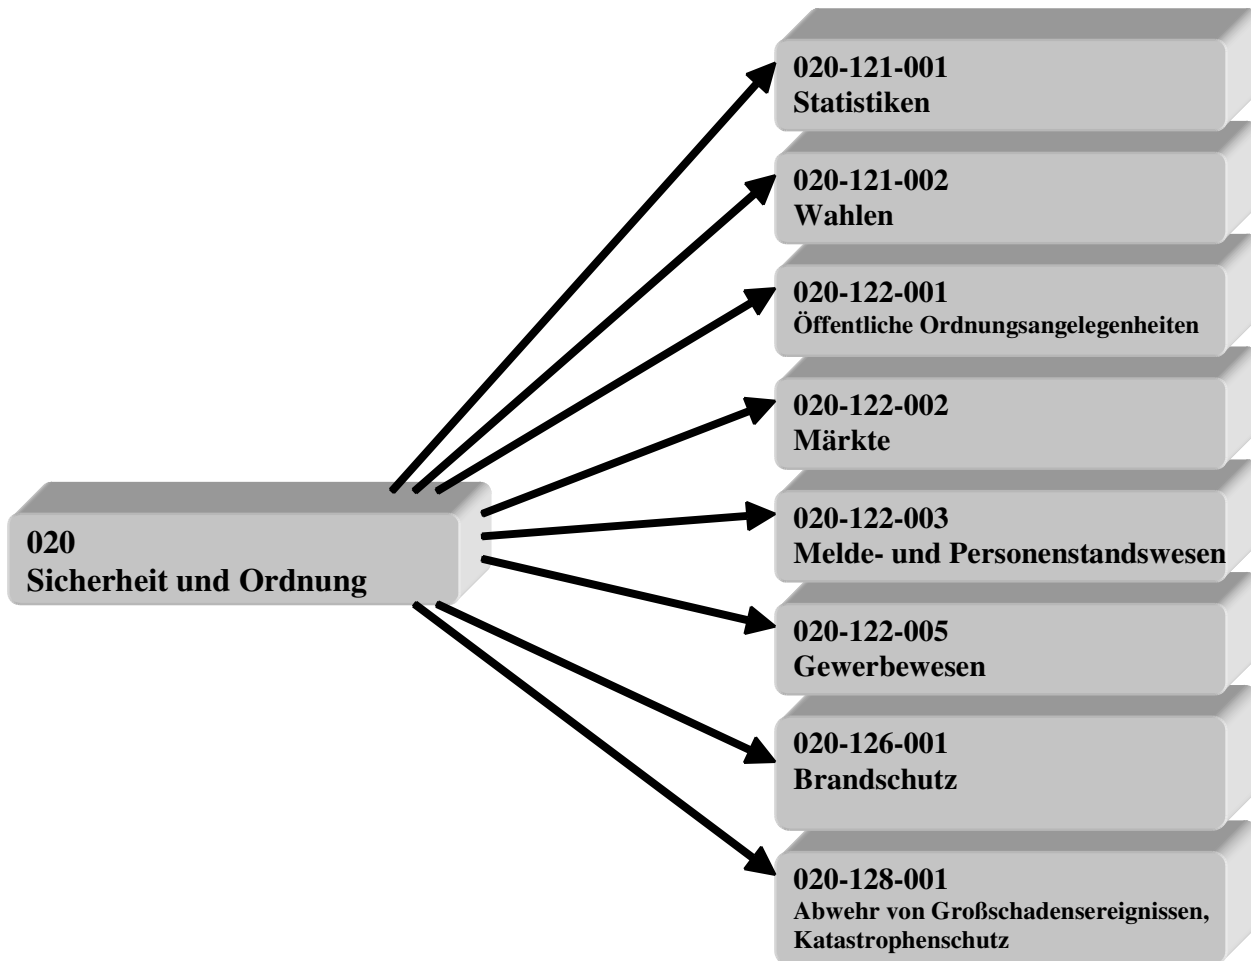 020-121-001
Statistiken
020-121-002
Wahlen
020-122-001
Öffentliche Ordnungsangelegenheiten
020-122-002
Märkte
020
Sicherheit und Ordnung
020-122-003
Melde- und Personenstandswesen
020-122-005
Gewerbewesen
020-126-001
Brandschutz
020-128-001
Abwehr von Großschadensereignissen,
Katastrophenschutz